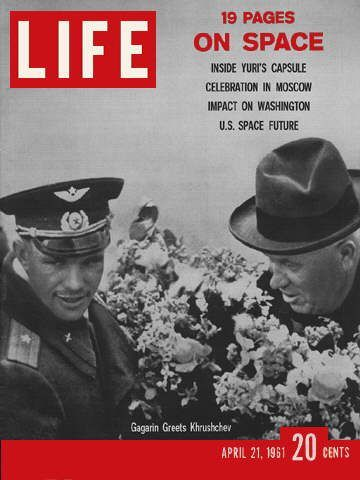 LIFE
19 PAGES
ON SPACE
INSIDE YURI'S CAPSULE
CELEBRATION IN MOSCOW
IMPACT ON WASHINGTON
U.S. SPACE FUTURE
Gagarin Greets Khrushchev
APRIL 21, 1961 20 CENTS